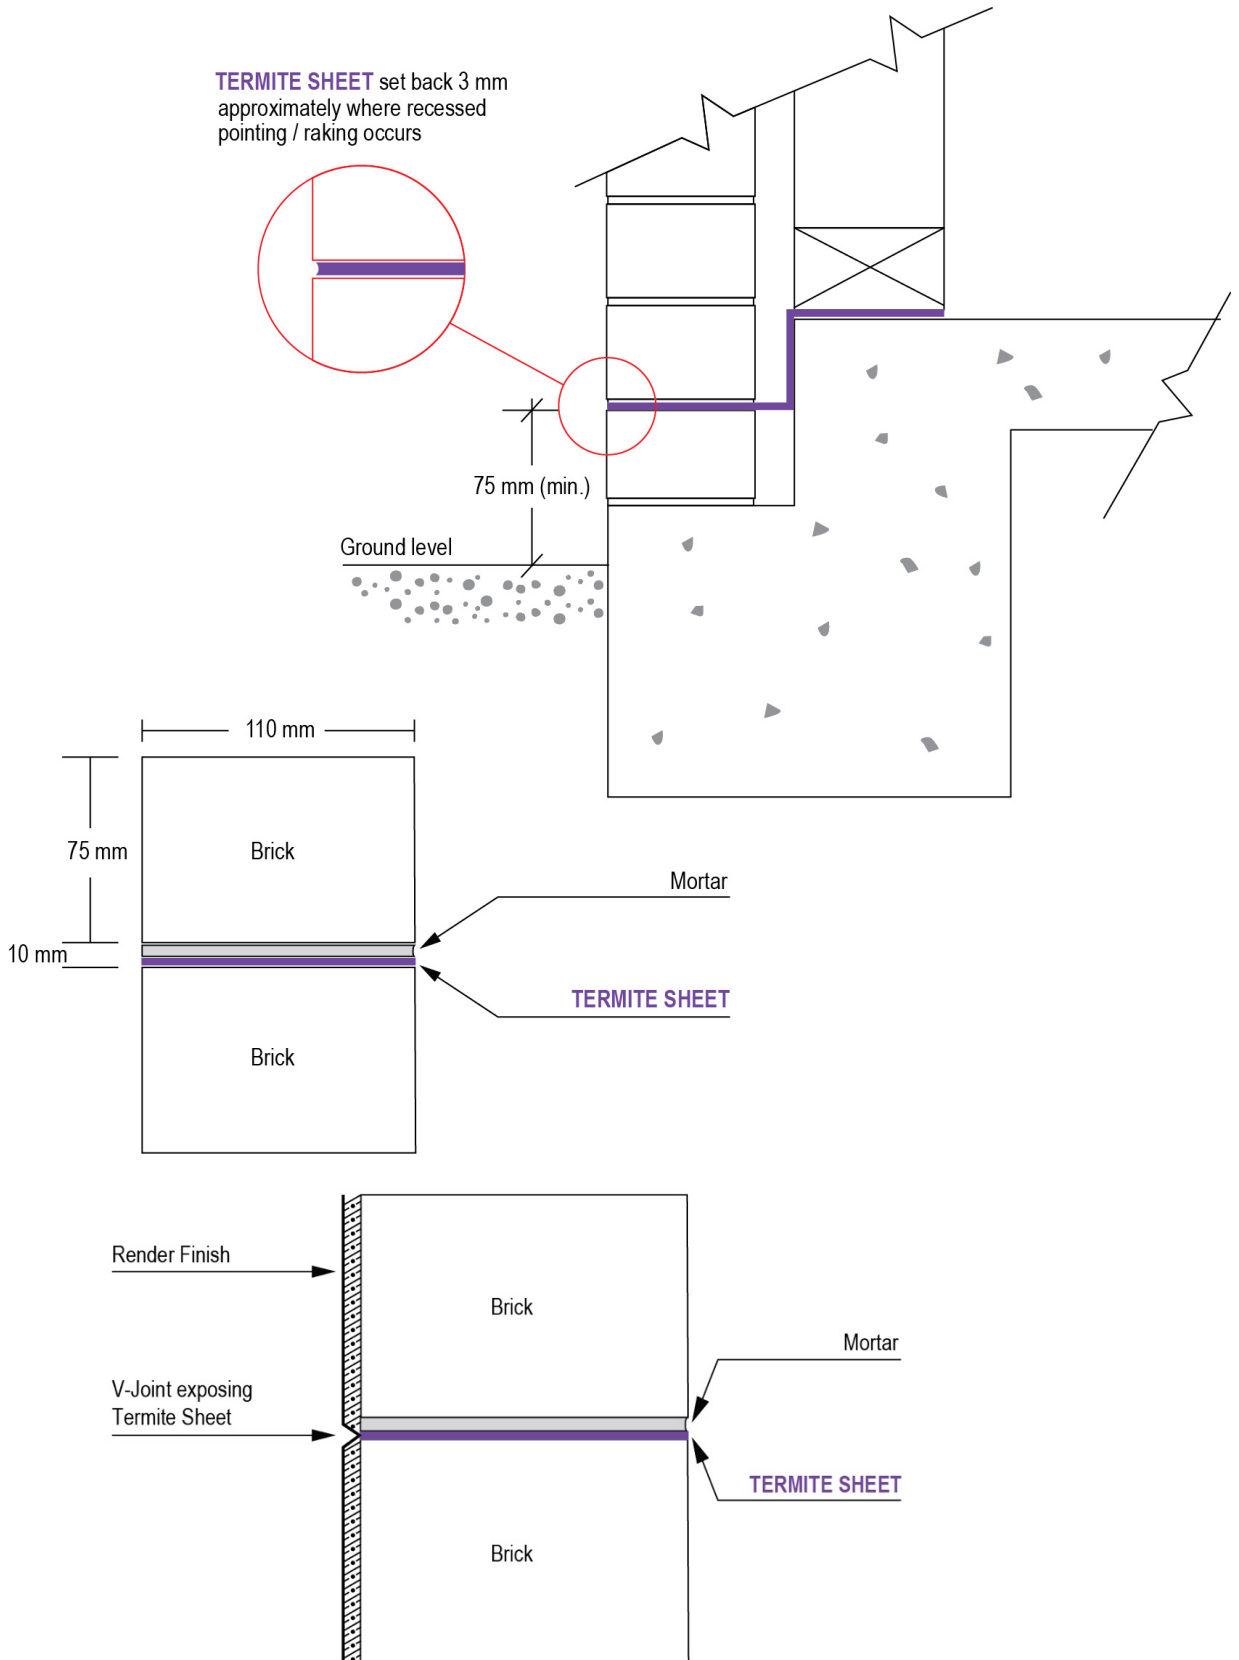 TERMITE SHEET set back 3 mm
approximately where recessed
pointing / raking occurs
75 mm (min.)
Ground level
110 mm
75 mm
Brick
Mortar
10 mm
TERMITE SHEET
Brick
Render Finish
Brick
Mortar
V-Joint exposing
Termite Sheet
TERMITE SHEET
Brick